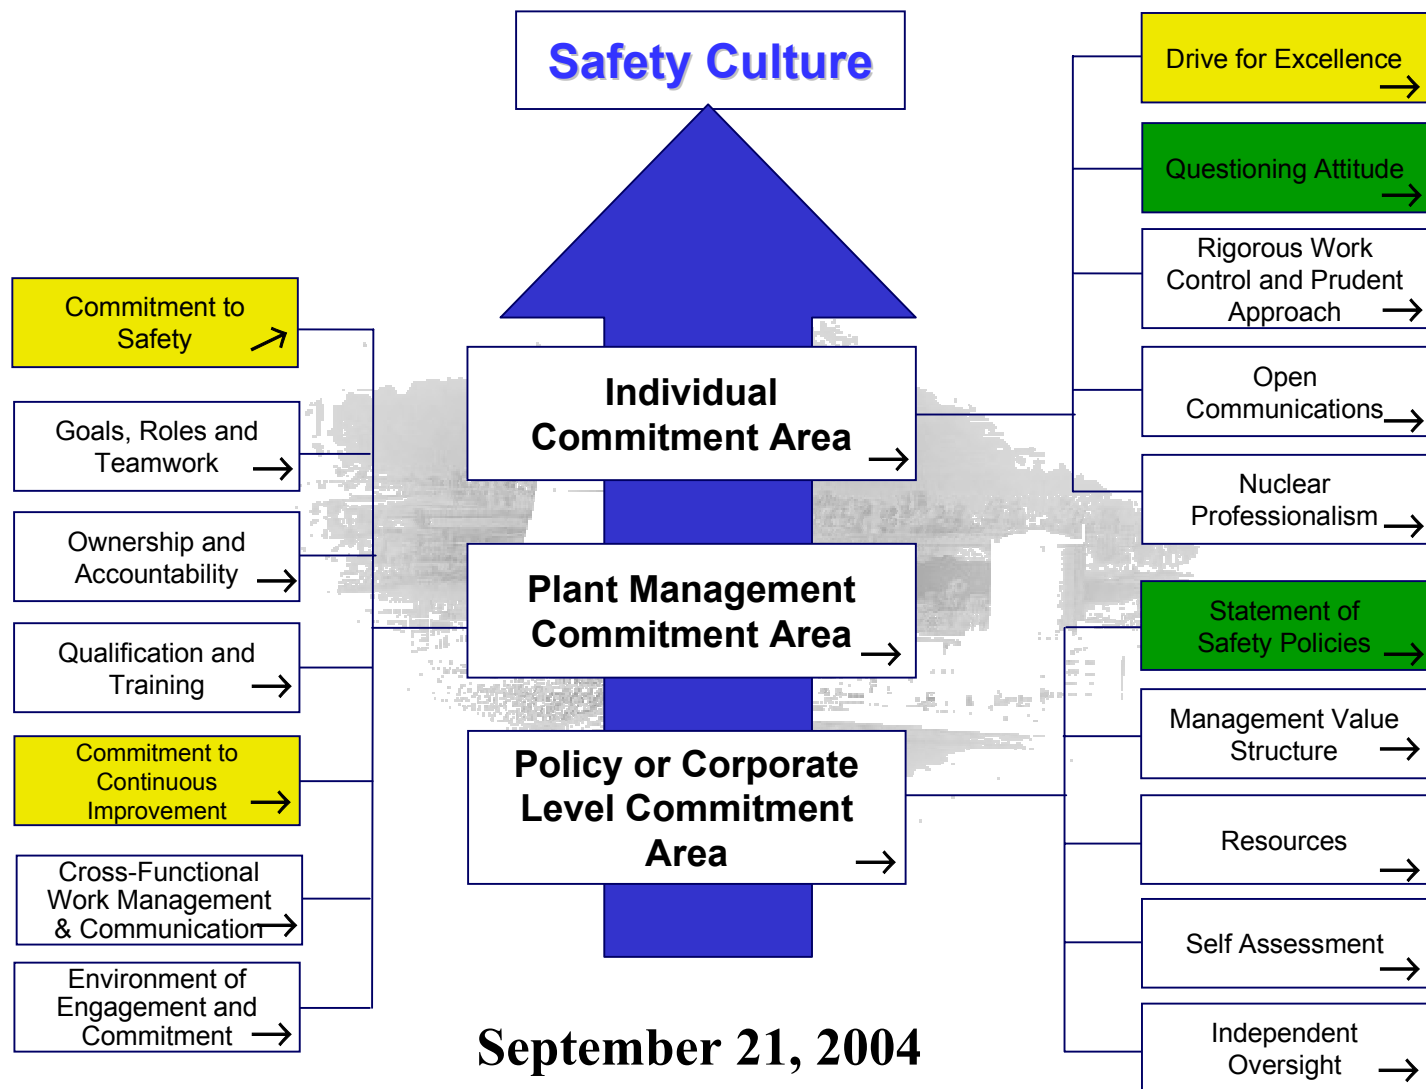 Safety Culture
Individual
Commitment Area
Plant Management
Commitment Area
Policy or Corporate
Level Commitment
Area
Commitment to
Safety
Goals, Roles and
Teamwork
Ownership and
Accountability
Qualification and
Training
Commitment to
Continuous
Improvement
Cross-Functional
Work Management
& Communication
Environment of
Engagement and
Commitment
Drive for Excellence
Questioning Attitude
Rigorous Work
Control and Prudent
Approach
Open
Communications
Nuclear
Professionalism
Statement of
Safety Policies
Management Value
Structure
Resources
Self Assessment
Independent
Oversight
September 21, 2004